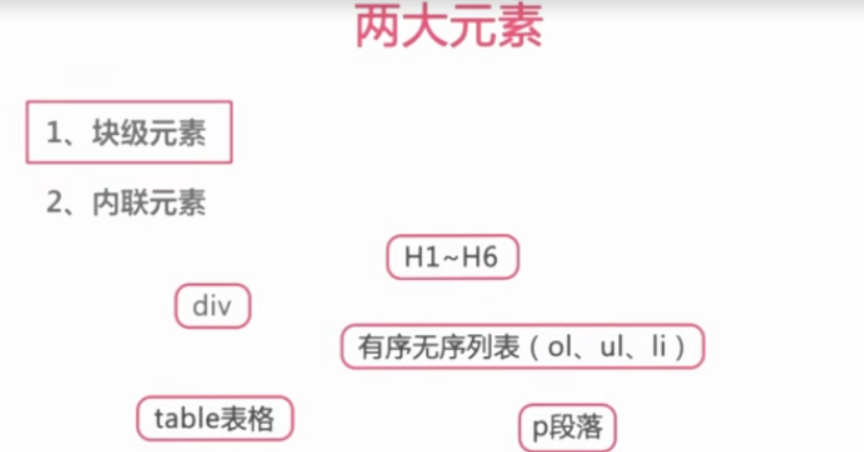 两大元素
1、块级元素
2、内联元素
H1~H6
div
有序无序列表（ol、ul、li）
table表格
p段落